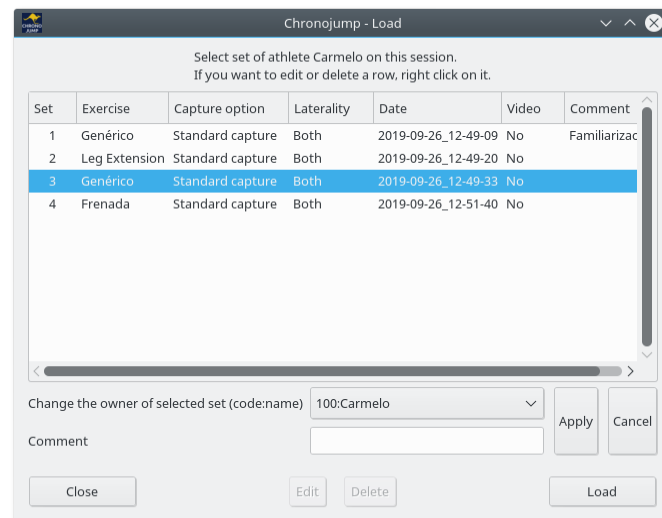 CHRONO
JUMP
Chronojump - Load
Select set of athlete Carmelo on this session.
If you want to edit or delete a row, right click on it.
Set Exercise Capture option Laterality Date Video Comment
1 Genérico Standard capture Both 2019-09-26_12-49-09 No Familiarizac
2 Leg Extension Standard capture Both 2019-09-26_12-49-20 No
3 Genérico Standard capture Both 2019-09-26_12-49-33 No
4 Frenada Standard capture Both 2019-09-26_12-51-40 No
Change the owner of selected set (code:name) 100:Carmelo Apply Cancel
Comment
Close Edit Delete Load